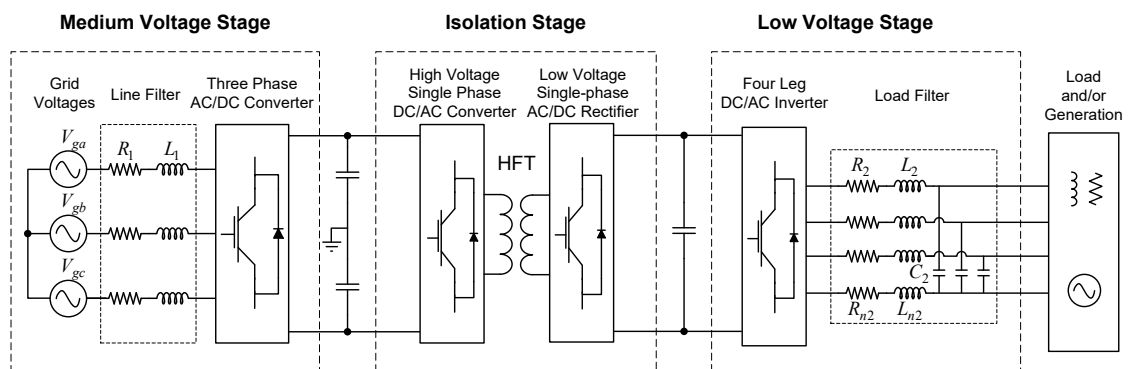 Medium Voltage Stage
Isolation Stage
Low Voltage Stage
Grid
Voltages
Line Filter
Three Phase
AC/DC Converter
High Voltage
Single Phase
DC/AC Converter
Low Voltage
Single-phase
AC/DC Rectifier
Four Leg
DC/AC Inverter
Load Filter
Load
and/or
Generation
Vga
R1
L1
Vgb
Vgc
HFT
R2
L2
C2
Rn2
Ln2